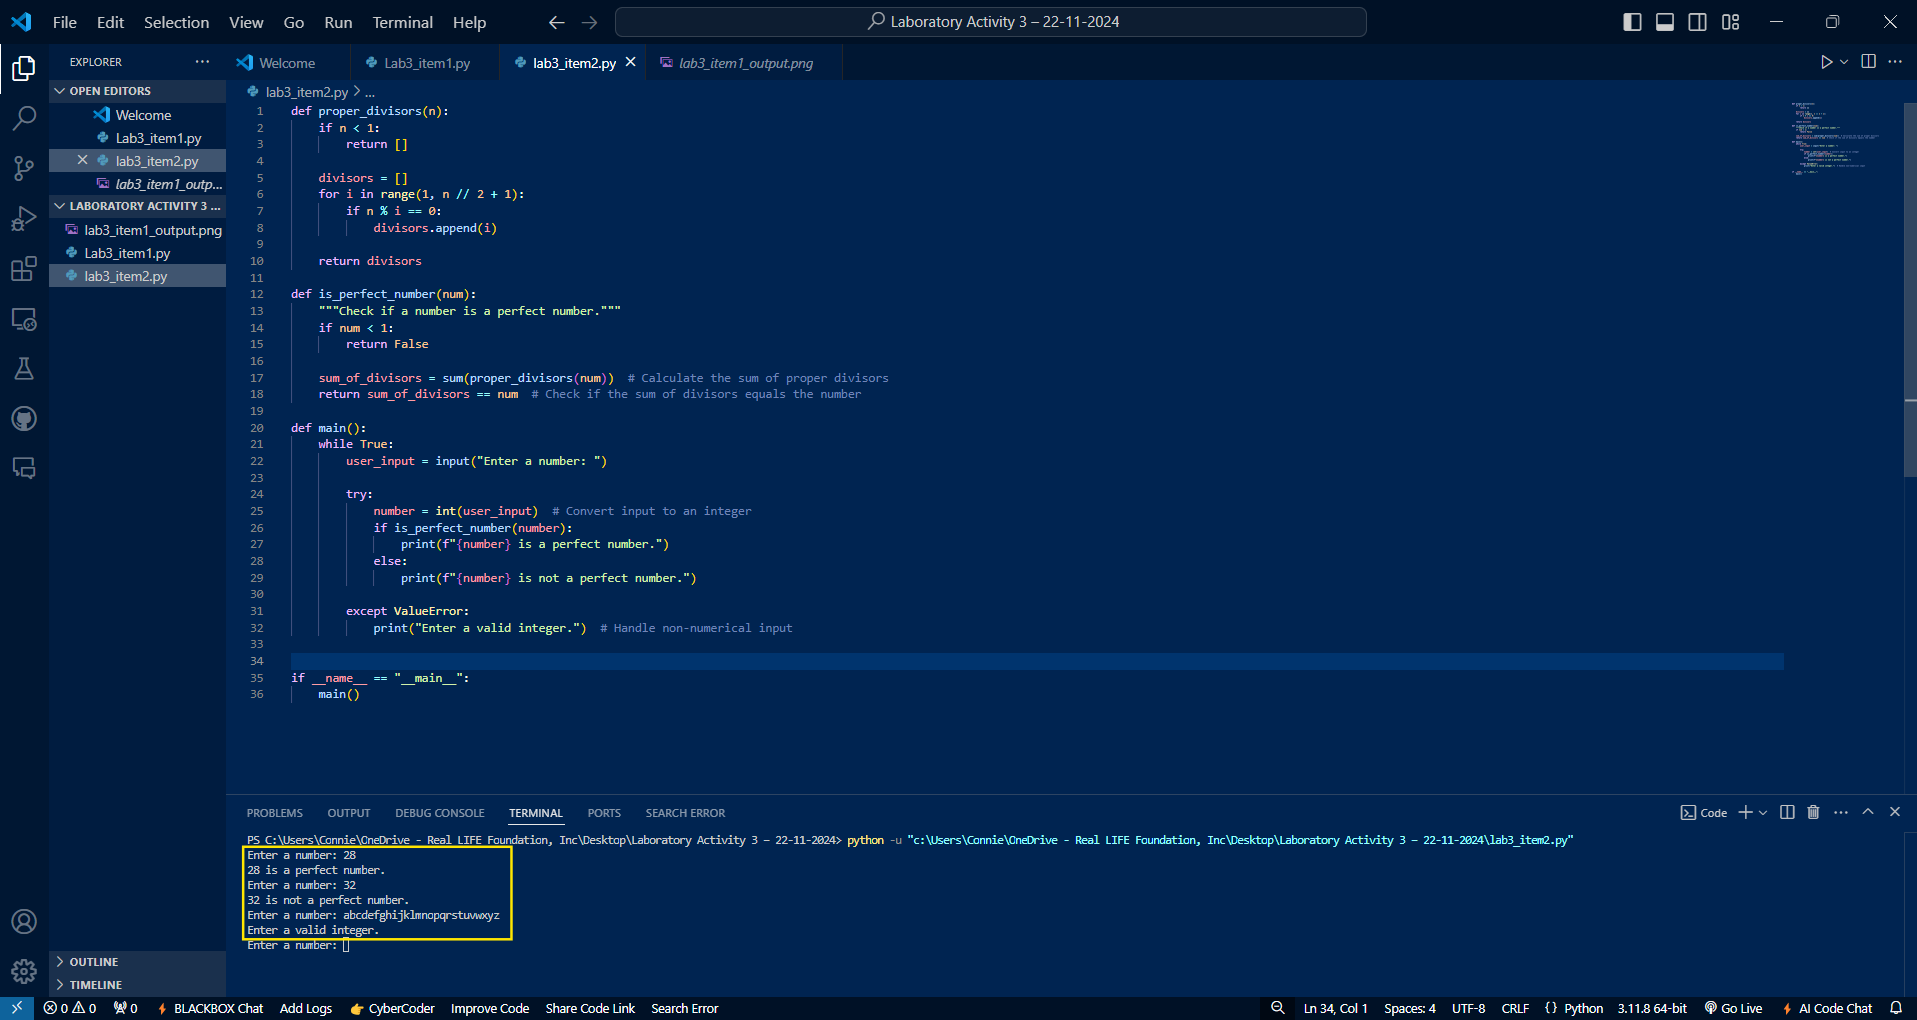 File Edit Selection View Go Run Terminal Help
Laboratory Activity 3 – 22-11-2024
EXPLORER
OPEN EDITORS
Welcome
Lab3_item1.py
lab3_item2.py
lab3_item1_outp...
LABORATORY ACTIVITY 3 ...
lab3_item1_output.png
Lab3_item1.py
lab3_item2.py
OUTLINE
TIMELINE
Welcome Lab3_item1.py lab3_item2.py lab3_item1_output.png
lab3_item2.py > ...
1 def proper_divisors(n):
2 if n < 1:
3 return []
4
5 divisors = []
6 for i in range(1, n // 2 + 1):
7 if n % i == 0:
8 divisors.append(i)
9
10 return divisors
11
12 def is_perfect_number(num):
13 """Check if a number is a perfect number."""
14 if num < 1:
15 return False
16
17 sum_of_divisors = sum(proper_divisors(num)) # Calculate the sum of proper divisors
18 return sum_of_divisors == num # Check if the sum of divisors equals the number
19
20 def main():
21 while True:
22 user_input = input("Enter a number: ")
23
24 try:
25 number = int(user_input) # Convert input to an integer
26 if is_perfect_number(number):
27 print(f"{number} is a perfect number.")
28 else:
29 print(f"{number} is not a perfect number.")
30
31 except ValueError:
32 print("Enter a valid integer.") # Handle non-numerical input
33
34
35 if __name__ == "__main__":
36 main()
PROBLEMS OUTPUT DEBUG CONSOLE TERMINAL PORTS SEARCH ERROR
Code
PS C:\Users\Connie\OneDrive - Real LIFE Foundation, Inc\Desktop\Laboratory Activity 3 – 22-11-2024> python -u "c:\Users\Connie\OneDrive - Real LIFE Foundation, Inc\Desktop\Laboratory Activity 3 – 22-11-2024\lab3_item2.py"
Enter a number: 28
28 is a perfect number.
Enter a number: 32
32 is not a perfect number.
Enter a number: abcdefghijklmnopqrstuvwxyz
Enter a valid integer.
Enter a number:
0 0 0 BLACKBOX Chat Add Logs CyberCoder Improve Code Share Code Link Search Error Ln 34, Col 1 Spaces: 4 UTF-8 CRLF {} Python 3.11.8 64-bit Go Live AI Code Chat